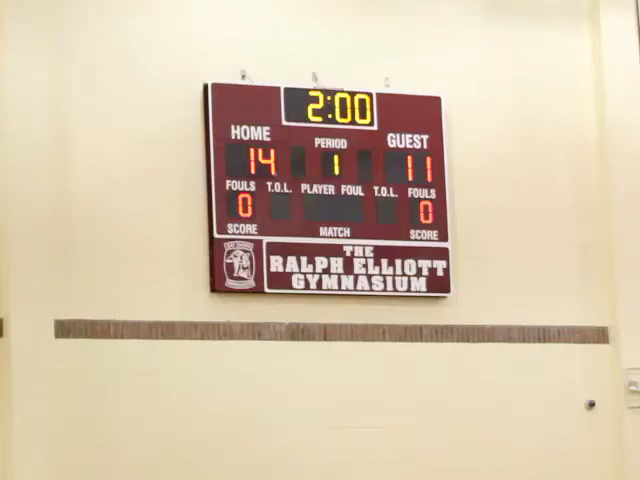 2:00
HOME PERIOD GUEST
14 1 11
FOULS T.O.L. PLAYER FOUL T.O.L. FOULS
0 0
SCORE MATCH SCORE
THE
RALPH ELLIOTT
GYMNASIUM